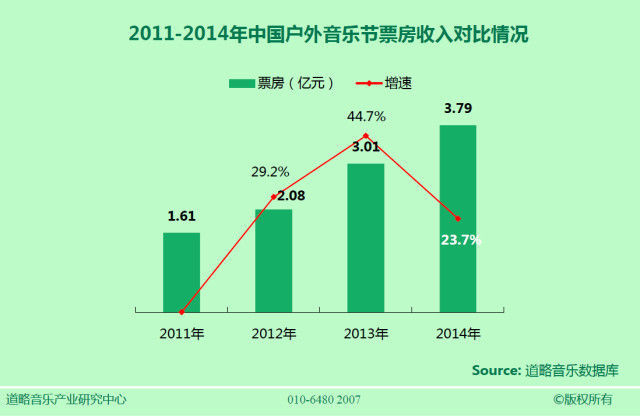 2011-2014年中国户外音乐节票房收入对比情况
票房（亿元） 增速
3.79
44.7%
3.01
29.2%
2.08
1.61
23.7%
2011年 2012年 2013年 2014年
Source: 道略音乐数据库
道略音乐产业研究中心 010-6480 2007 ©版权所有